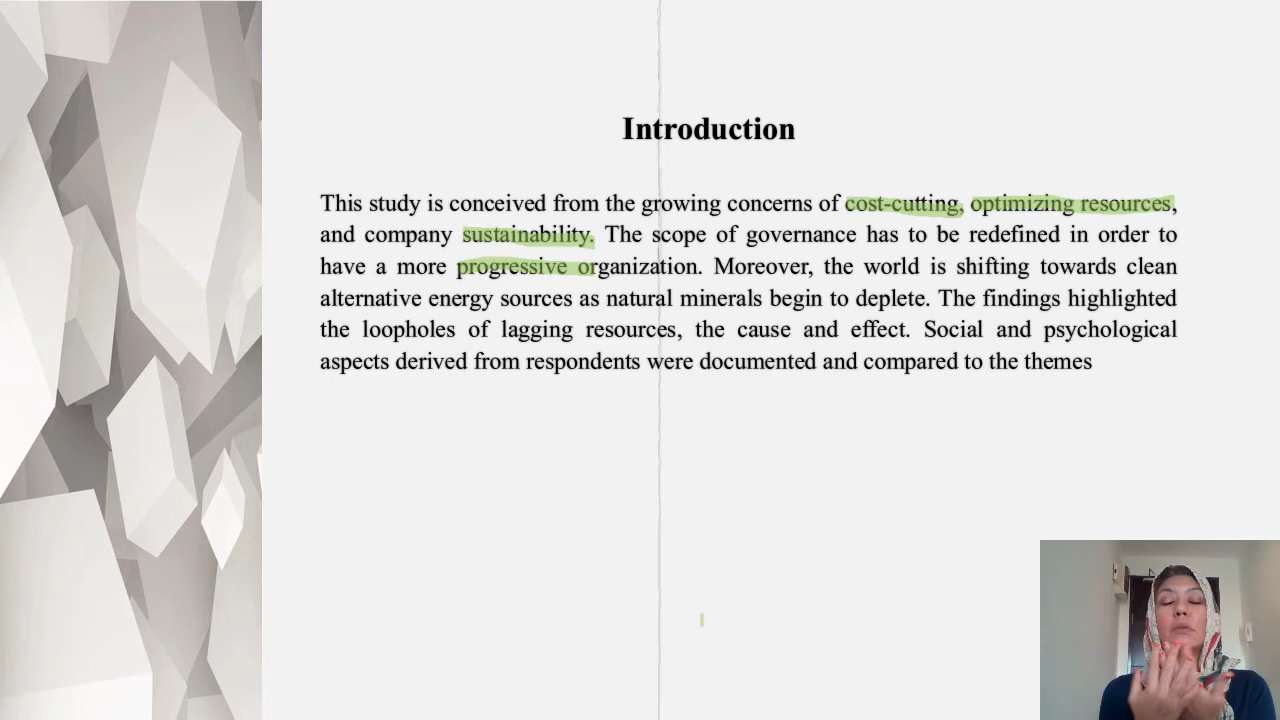 Introduction
This study is conceived from the growing concerns of cost-cutting, optimizing resources,
and company sustainability. The scope of governance has to be redefined in order to
have a more progressive organization. Moreover, the world is shifting towards clean
alternative energy sources as natural minerals begin to deplete. The findings highlighted
the loopholes of lagging resources, the cause and effect. Social and psychological
aspects derived from respondents were documented and compared to the themes